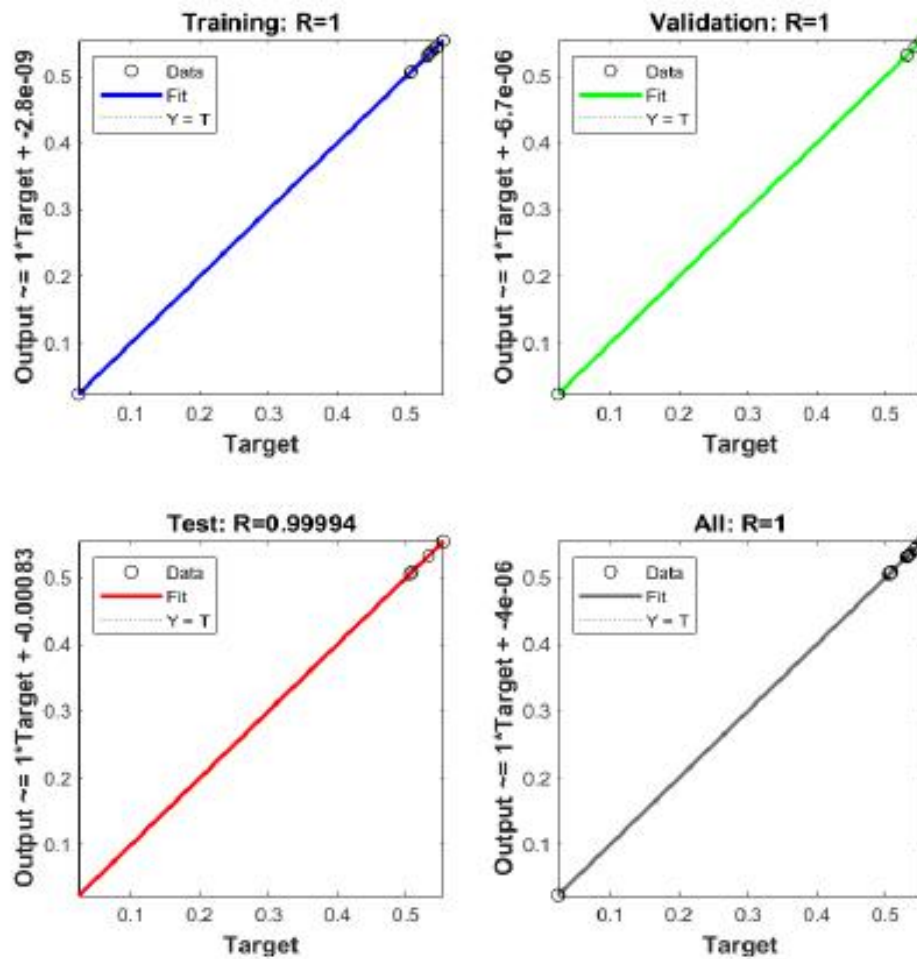 Training: R=1
Output ~= 1*Target + -2.8e-09
Data
Fit
Y = T
0.5
0.4
0.3
0.2
0.1
0.1 0.2 0.3 0.4 0.5
Target
Validation: R=1
Output ~= 1*Target + -6.7e-06
Data
Fit
Y = T
0.5
0.4
0.3
0.2
0.1
0.1 0.2 0.3 0.4 0.5
Target
Test: R=0.99994
Output ~= 1*Target + -0.00083
Data
Fit
Y = T
0.5
0.4
0.3
0.2
0.1
0.1 0.2 0.3 0.4 0.5
Target
All: R=1
Output ~= 1*Target + -4e-06
Data
Fit
Y = T
0.5
0.4
0.3
0.2
0.1
0.1 0.2 0.3 0.4 0.5
Target